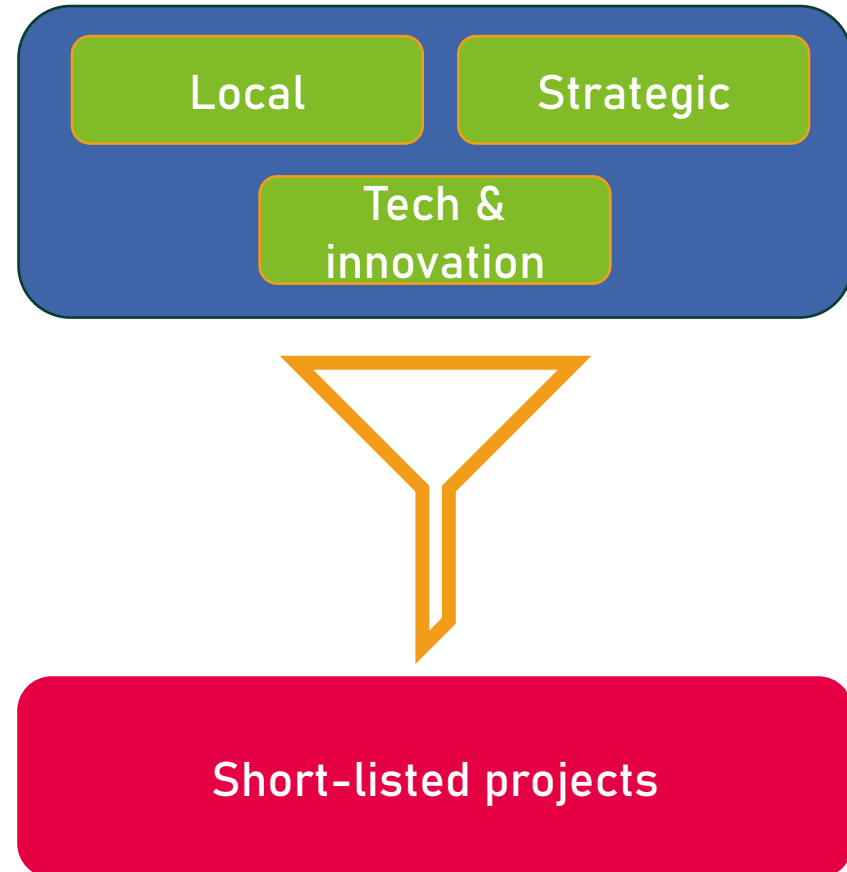 Local
Strategic
Tech &
innovation
Short-listed projects